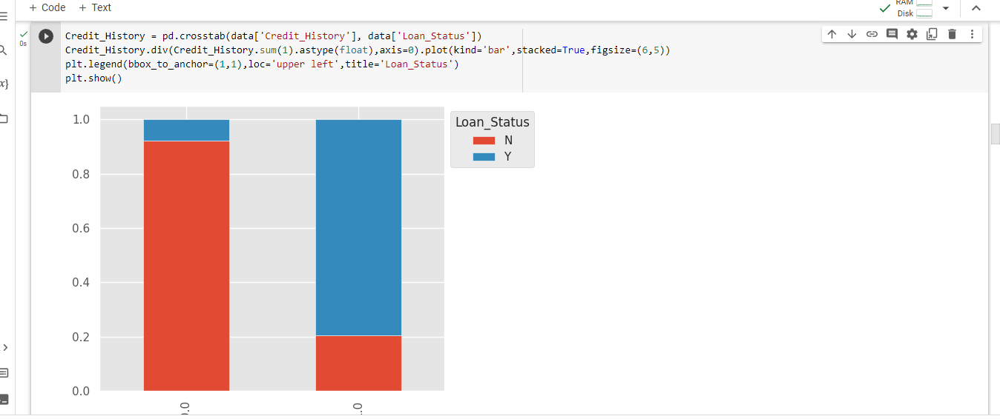 + Code + Text
RAM
Disk
0s
Credit_History = pd.crosstab(data['Credit_History'], data['Loan_Status'])
Credit_History.div(Credit_History.sum(1).astype(float),axis=0).plot(kind='bar',stacked=True,figsize=(6,5))
plt.legend(bbox_to_anchor=(1,1),loc='upper left',title='Loan_Status')
plt.show()
x}
1.0
0.8
0.6
0.4
0.2
0.0
Loan_Status
N
Y
.0
.0